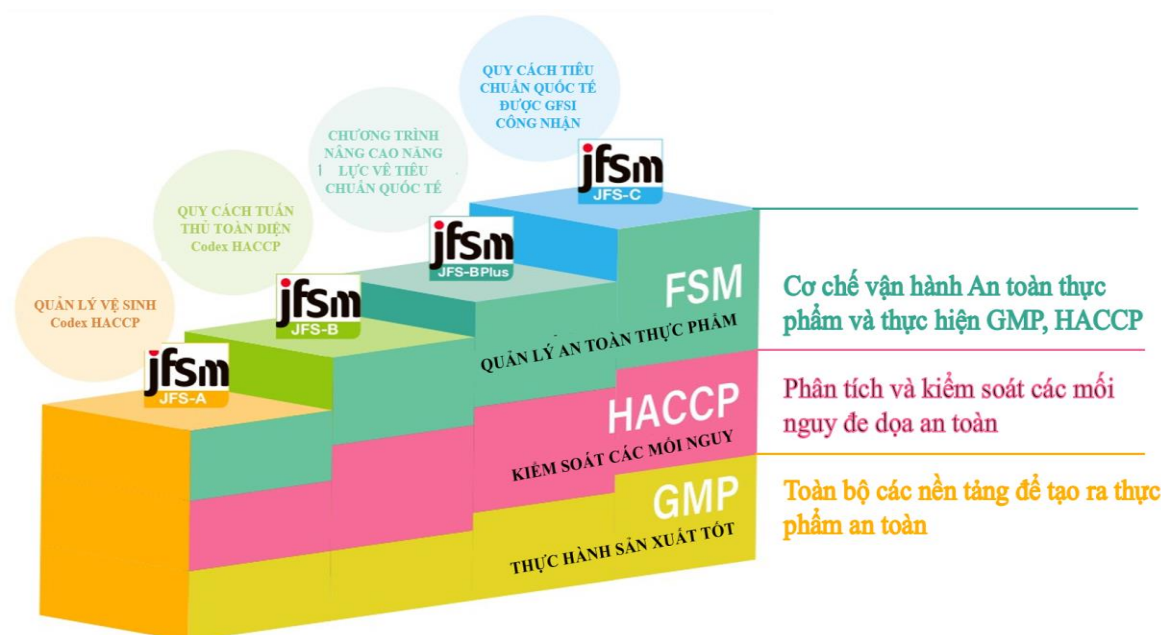 QUY CÁCH TIÊU
CHUẨN QUỐC TẾ
ĐƯỢC GFSI
CÔNG NHẬN
jfsm
JFS-C
CHƯƠNG TRÌNH
NÂNG CAO NĂNG
LỰC VỀ TIÊU
CHUẨN QUỐC TẾ
jfsm
JFS-BPlus
QUY CÁCH TUẤN
THỦ TOÀN DIỆN
Codex HACCP
jfsm
JFS-B
QUẢN LÝ VỆ SINH
Codex HACCP
jfsm
JFS-A
FSM
QUẢN LÝ AN TOÀN THỰC PHẨM
HACCP
KIỂM SOÁT CÁC MỐI NGUY
GMP
THỰC HÀNH SẢN XUẤT TỐT
Cơ chế vận hành An toàn thực
phẩm và thực hiện GMP, HACCP
Phân tích và kiểm soát các mối
nguy đe dọa an toàn
Toàn bộ các nền tảng để tạo ra thực
phẩm an toàn